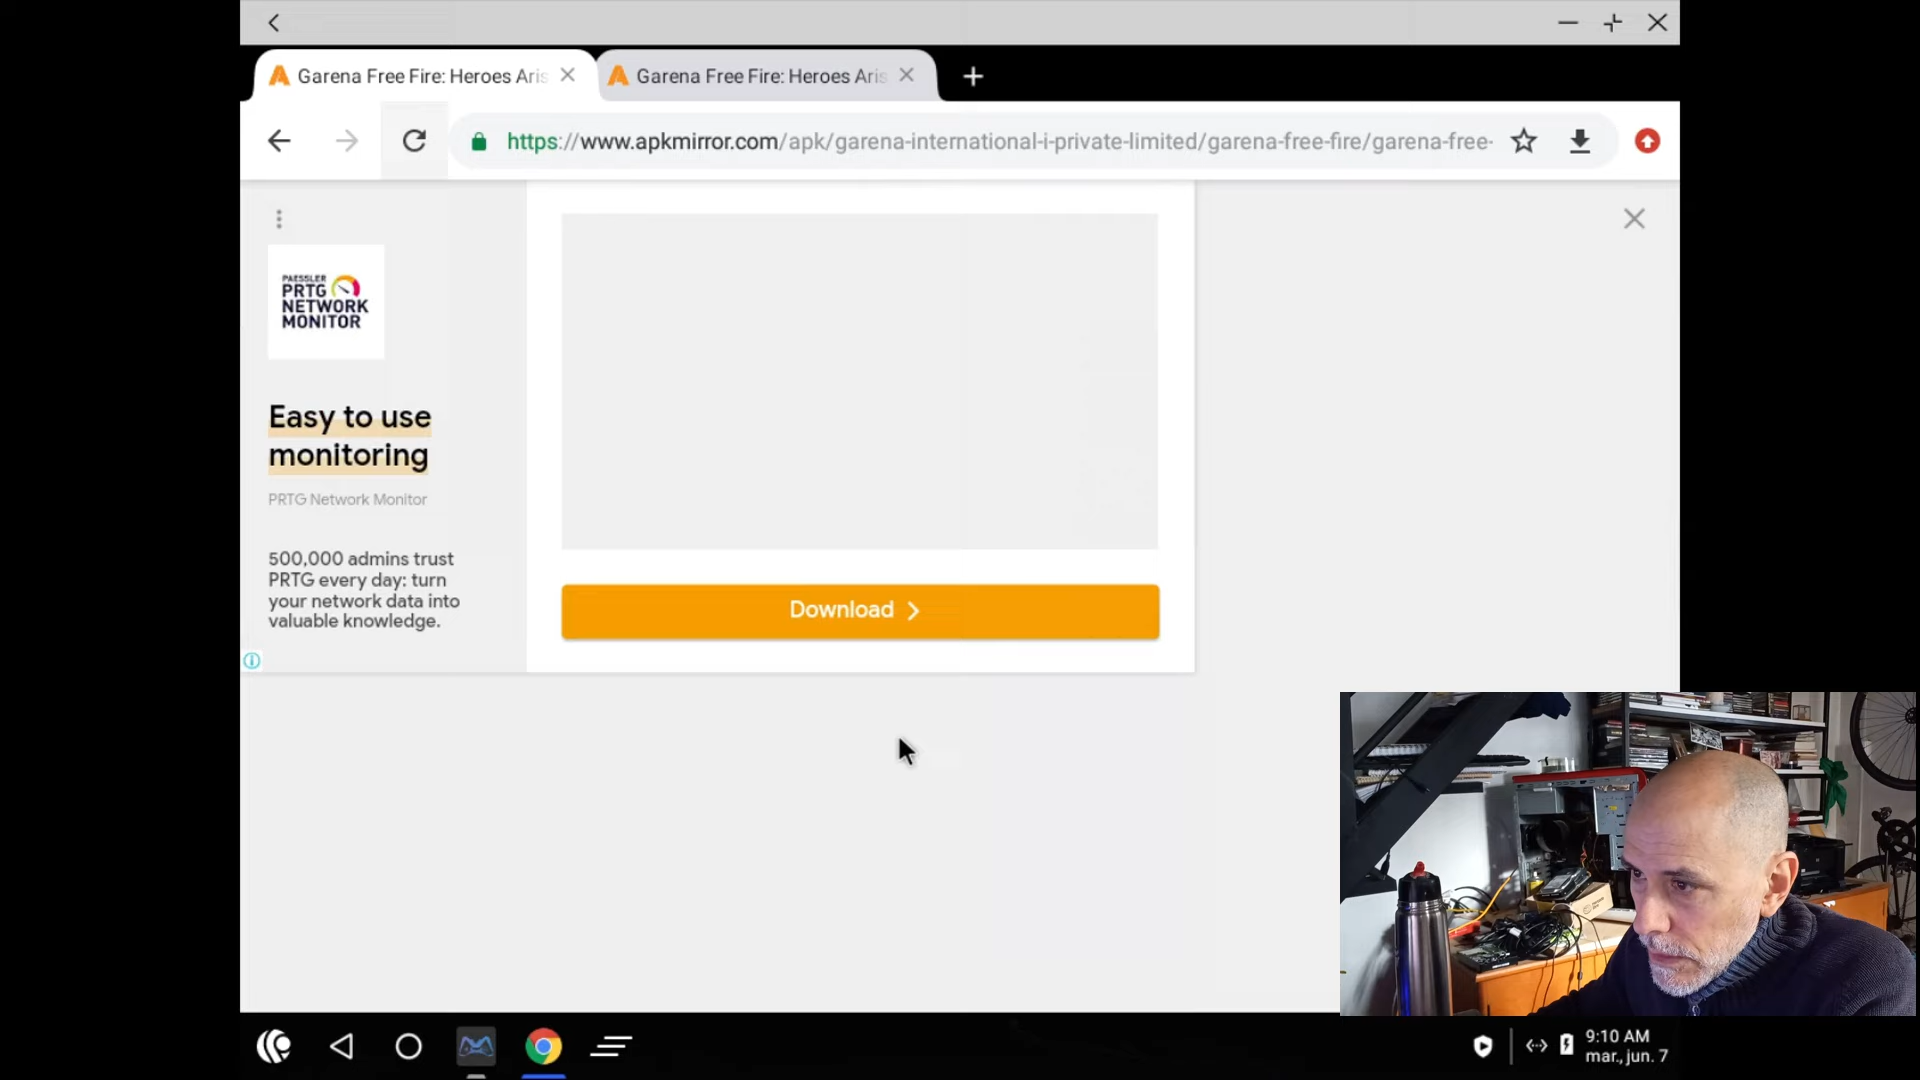 Garena Free Fire: Heroes Aris
Garena Free Fire: Heroes Aris
https://www.apkmirror.com/apk/garena-international-i-private-limited/garena-free-fire/garena-free-
PAESSLER
PRTG
NETWORK
MONITOR
Easy to use
monitoring
PRTG Network Monitor
500,000 admins trust
PRTG every day: turn
your network data into
valuable knowledge.
Download
9:10 AM
mar., jun. 7